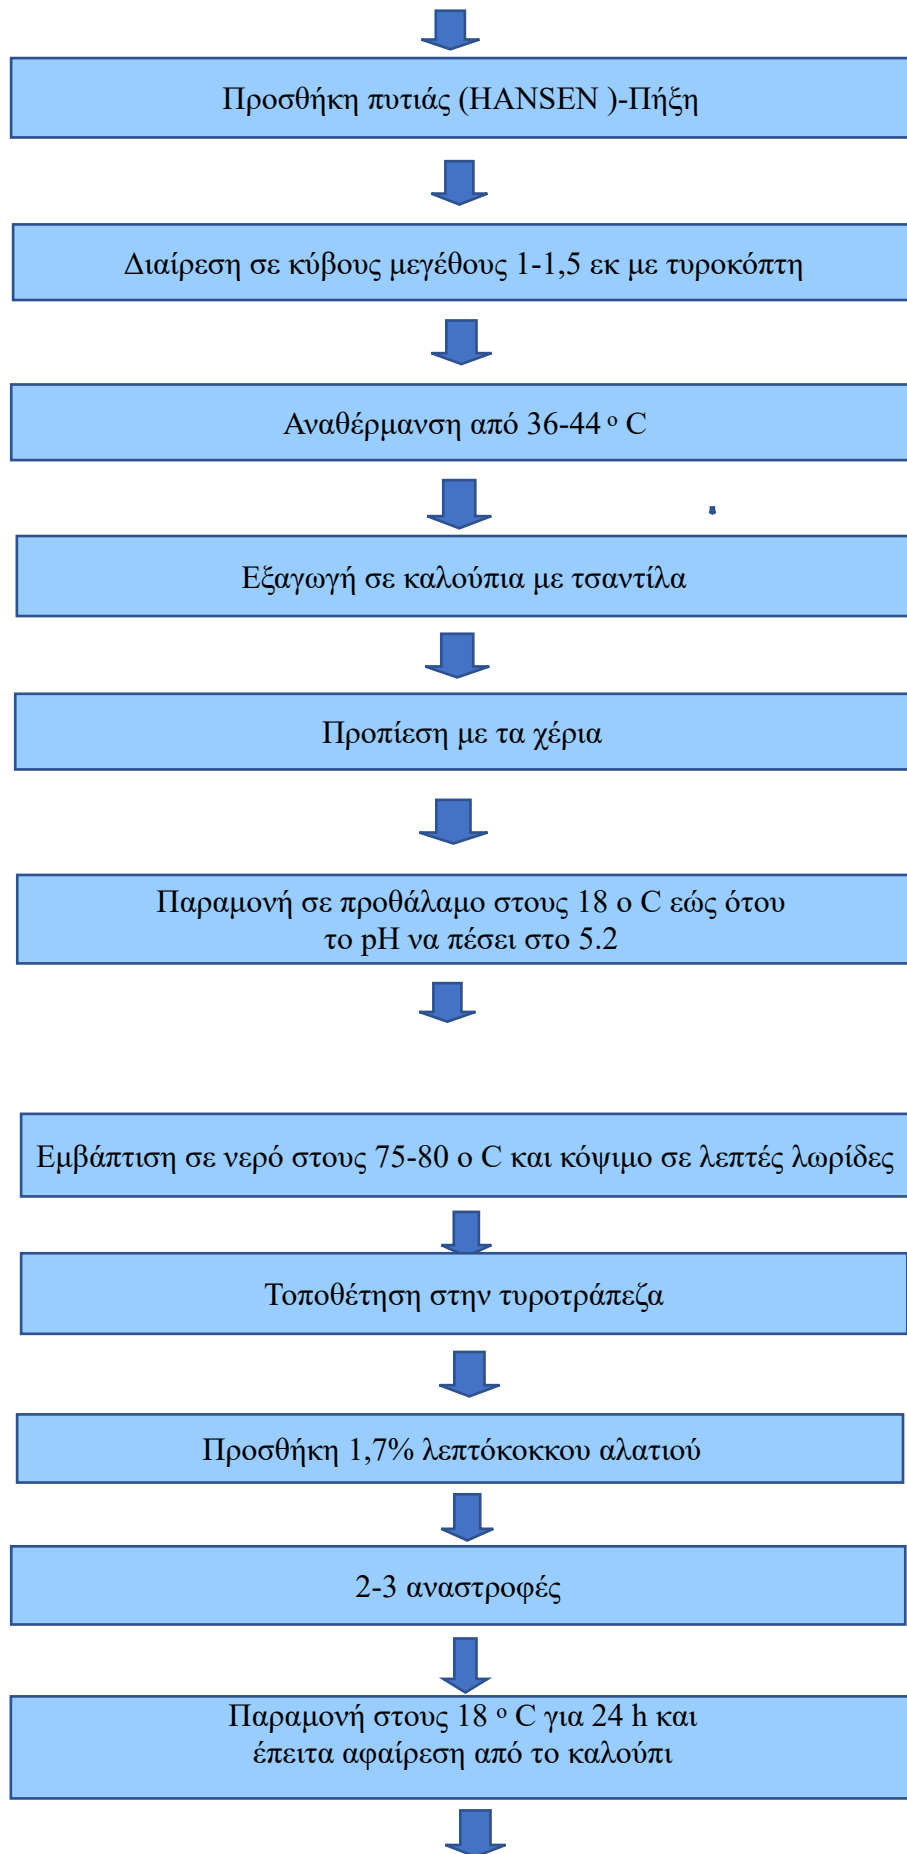 Προσθήκη πυτιάς (HANSEN )-Πήξη
Διαίρεση σε κύβους μεγέθους 1-1,5 εκ με τυροκόπτη
Αναθέρμανση από 36-44 ο C
Εξαγωγή σε καλούπια με τσαντίλα
Προπίεση με τα χέρια
Παραμονή σε προθάλαμο στους 18 ο C εώς ότου
το pH να πέσει στο 5.2
Εμβάπτιση σε νερό στους 75-80 ο C και κόψιμο σε λεπτές λωρίδες
Τοποθέτηση στην τυροτράπεζα
Προσθήκη 1,7% λεπτόκοκκου αλατιού
2-3 αναστροφές
Παραμονή στους 18 ο C για 24 h και
έπειτα αφαίρεση από το καλούπι